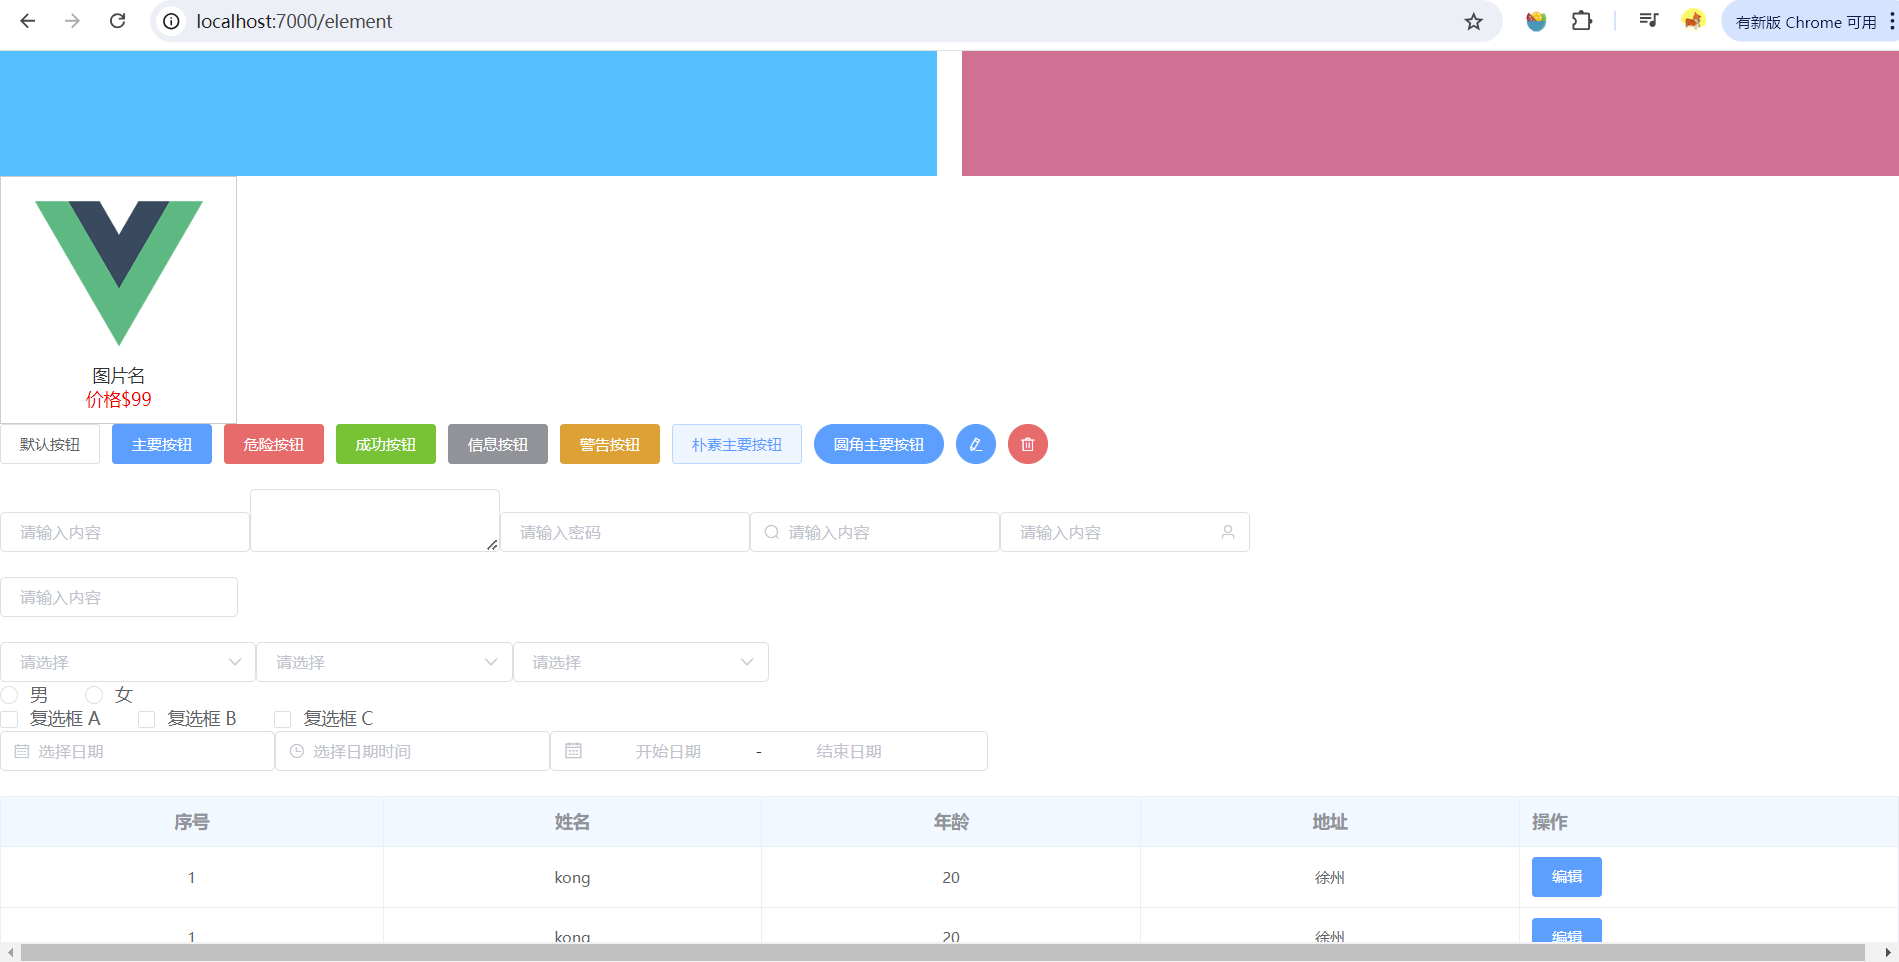 localhost:7000/element
有新版 Chrome 可用
图片名
价格$99
默认按钮 主要按钮 危险按钮 成功按钮 信息按钮 警告按钮 朴素主要按钮 圆角主要按钮
请输入内容 请输入密码 请输入内容 请输入内容
请输入内容
请选择 请选择 请选择
男 女
复选框 A 复选框 B 复选框 C
选择日期 选择日期时间 开始日期 - 结束日期
序号 姓名 年龄 地址 操作
1 kong 20 徐州 编辑
1 kong 20 徐州 编辑